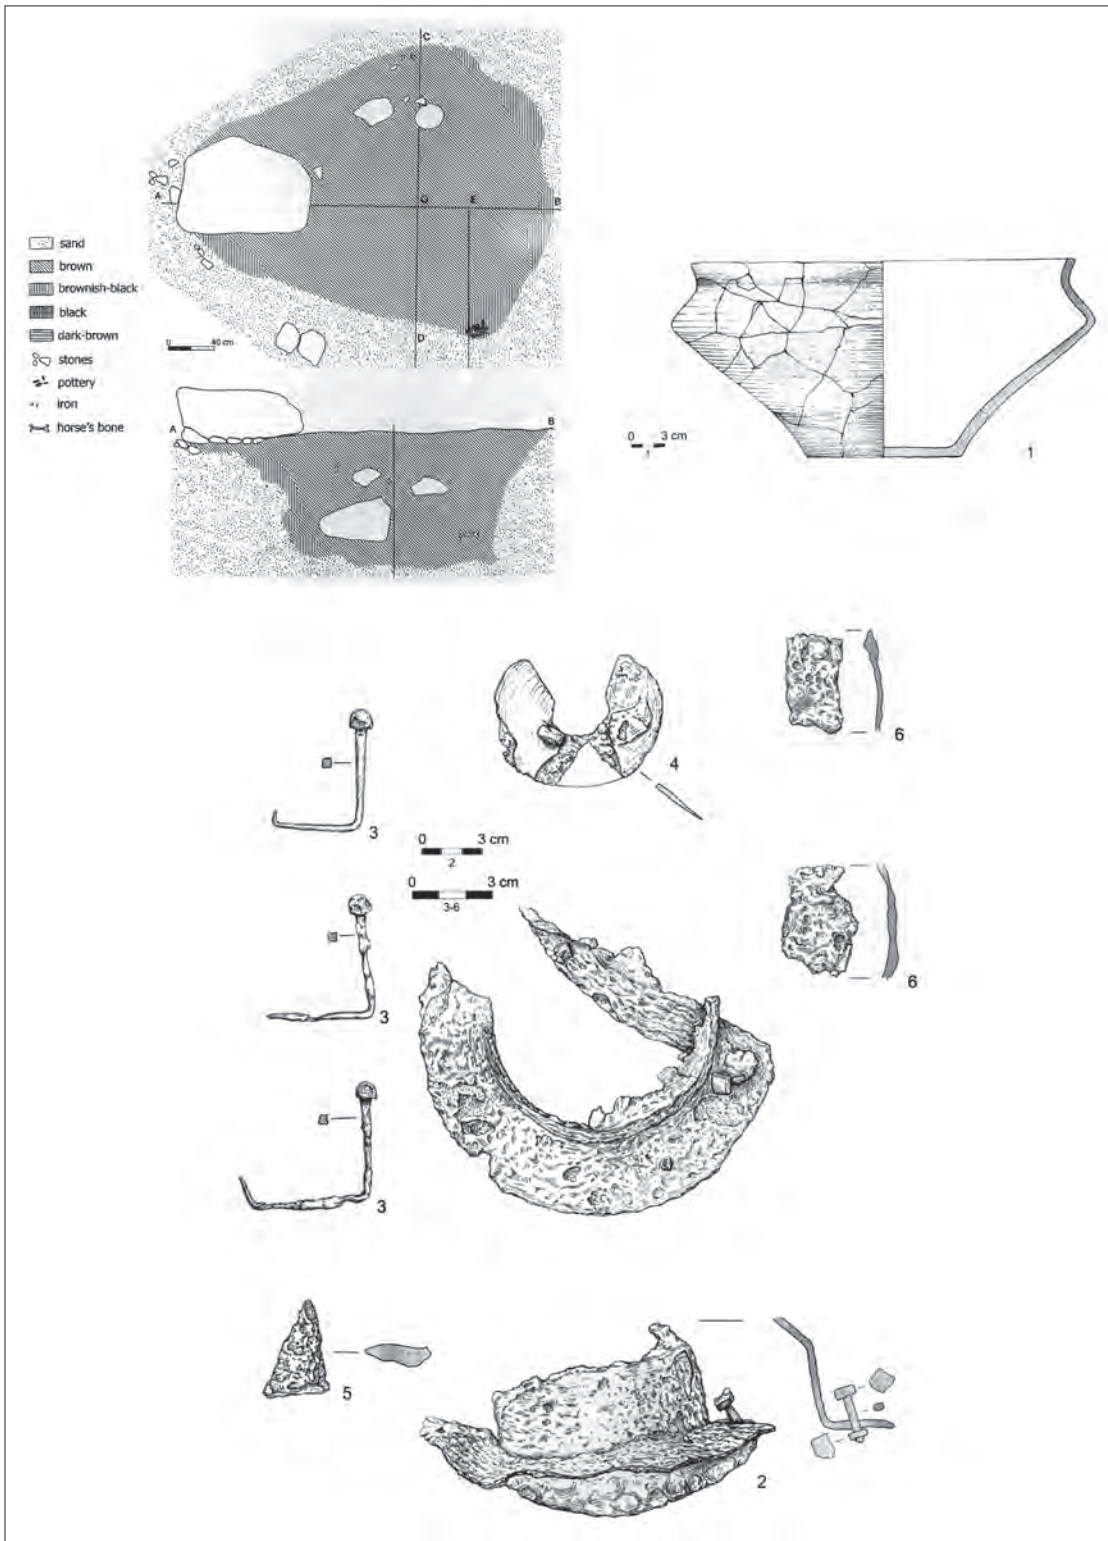 C
A
G
E
B
D
sand
brown
brownish-black
black
dark-brown
stones
pottery
iron
horse's bone
0 40 cm
A
B
0 3 cm
1
1
6
4
3
0 3 cm
2
0 3 cm
3-6
3
6
3
5
2